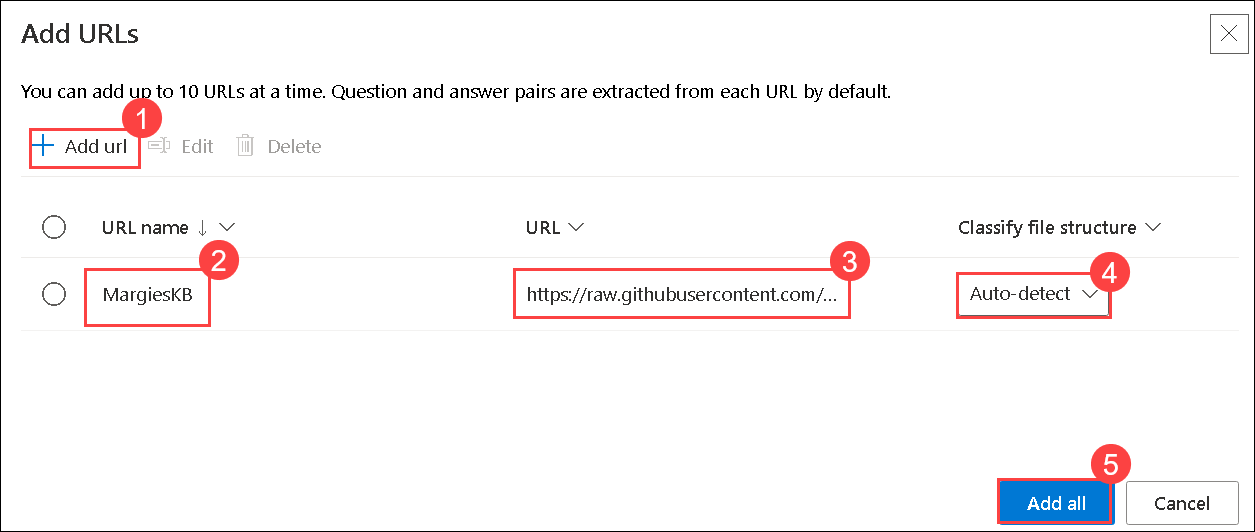 Add URLs
You can add up to 10 URLs at a time. Question and answer pairs are extracted from each URL by default.
1
Add url Edit Delete
URL name URL Classify file structure
2 3 4
MargiesKB https://raw.githubusercontent.com/... Auto-detect
5
Add all Cancel